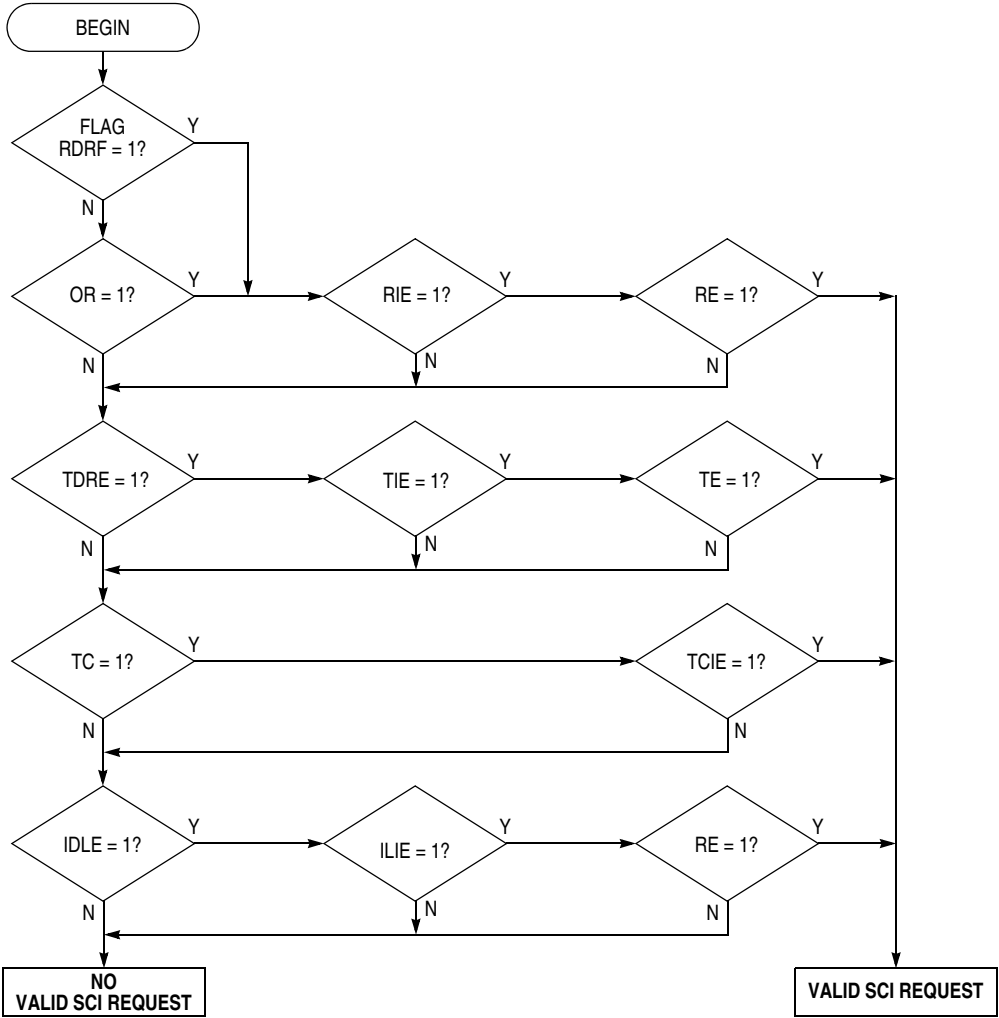 BEGIN
FLAG
RDRF = 1?
Y
N
OR = 1?
Y
RIE = 1?
Y
RE = 1?
Y
N
N
N
TDRE = 1?
Y
TIE = 1?
Y
TE = 1?
Y
N
N
N
TC = 1?
Y
TCIE = 1?
Y
N
N
IDLE = 1?
Y
ILIE = 1?
Y
RE = 1?
Y
N
N
N
NO
VALID SCI REQUEST
VALID SCI REQUEST